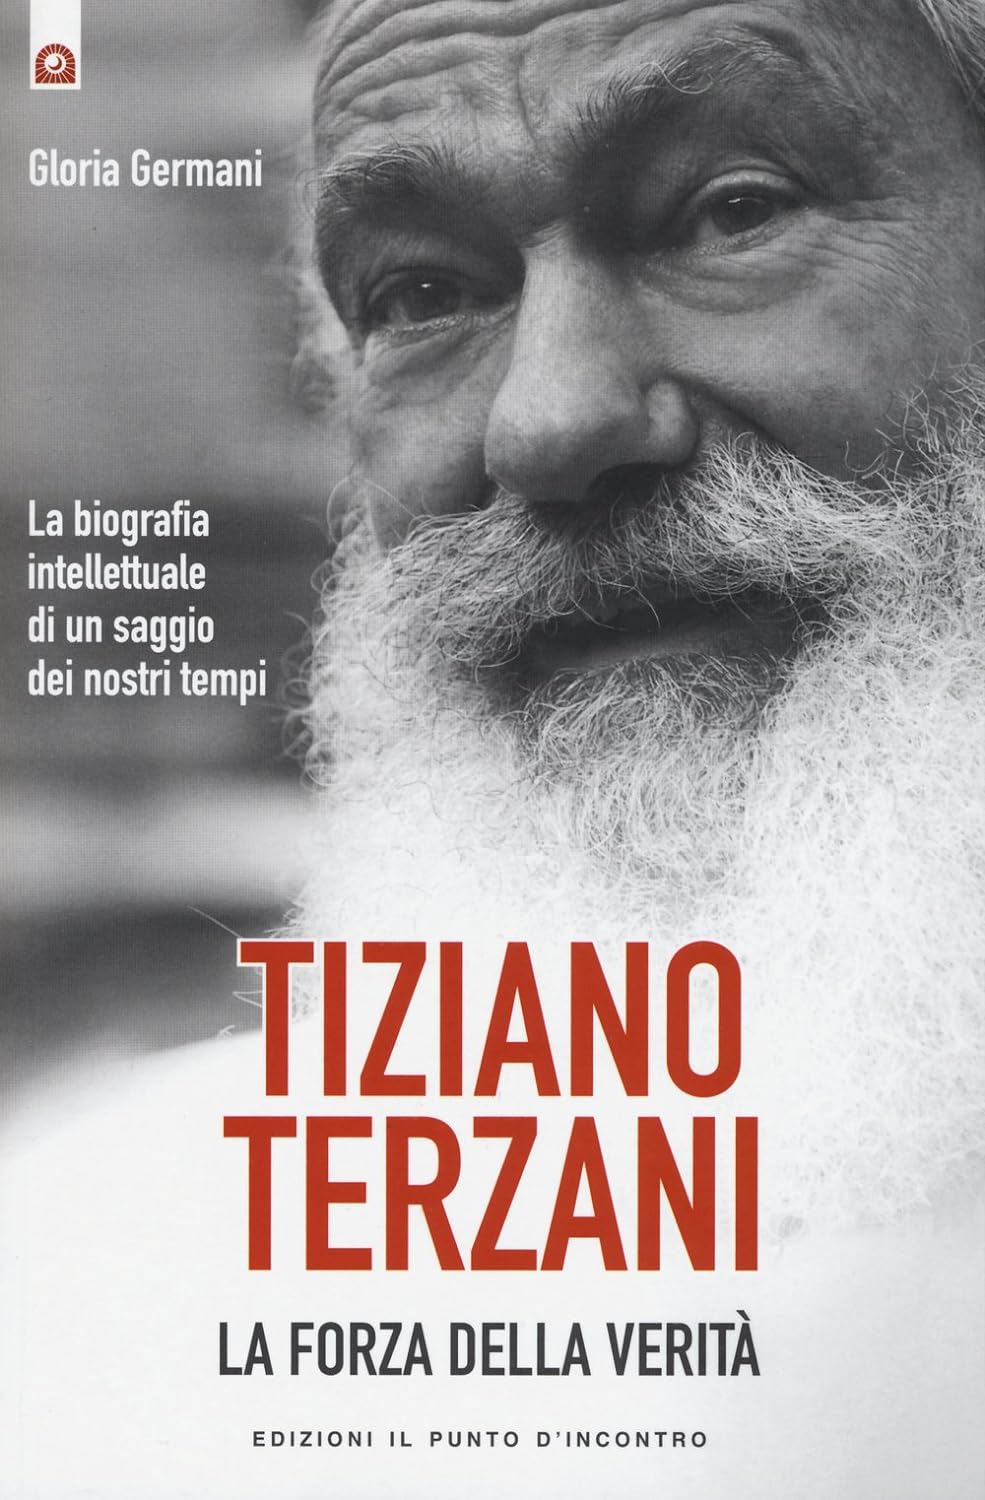 Gloria Germani
La biografia
intellettuale
di un saggio
dei nostri tempi
TIZIANO
TERZANI
LA FORZA DELLA VERITÀ
EDIZIONI IL PUNTO D'INCONTRO